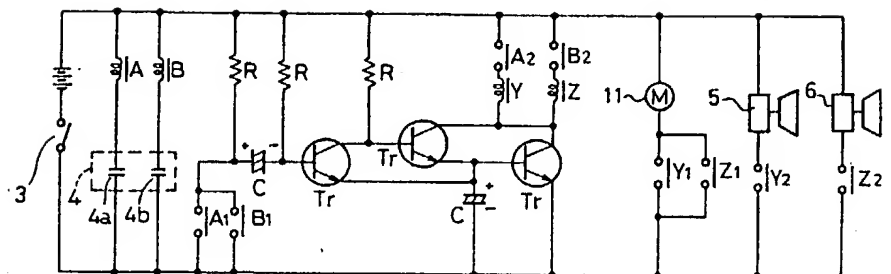 A B R R R A2 B2
Y Z
11 M 5 6
3 4 4a 4b
+ - C Tr Tr Tr
+ - C
A1 B1
Y1 Z1 Y2 Z2